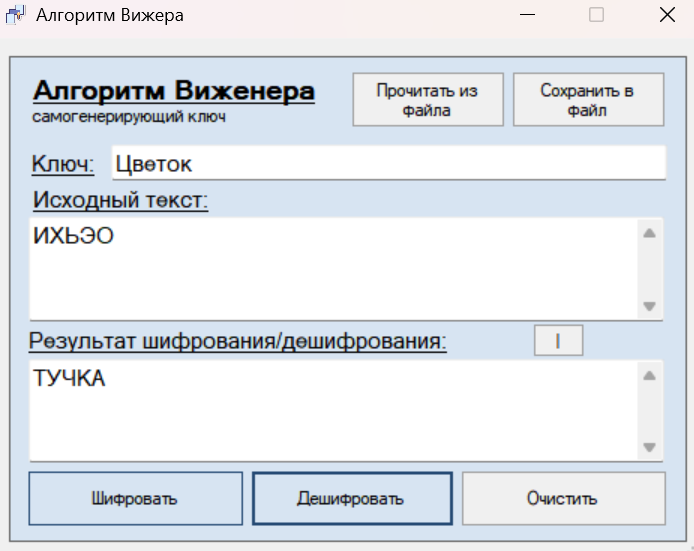 Алгоритм Вижера
Алгоритм Виженера
самогенерирующий ключ
Прочитать из
файла
Сохранить в
файл
Ключ:
Цветок
Исходный текст:
ИХЬЭО
Результат шифрования/дешифрования:
I
ТУЧКА
Шифровать
Дешифровать
Очистить